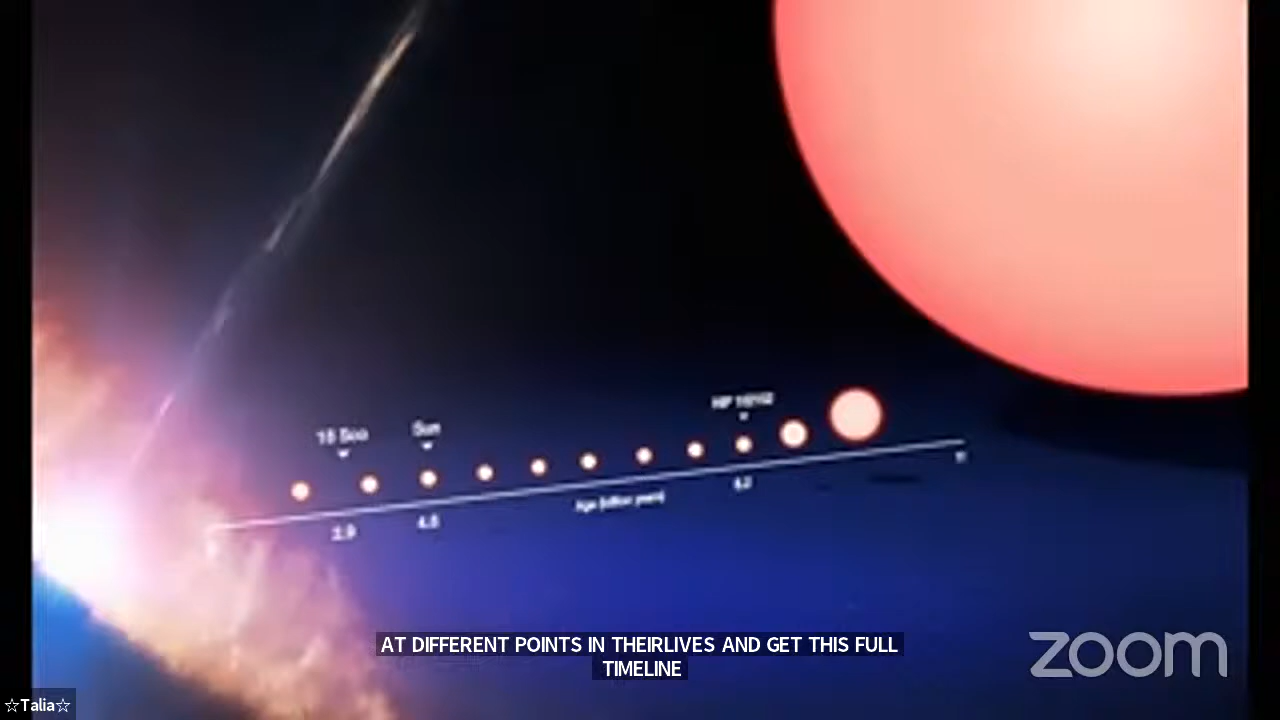 18 Sco
Sun
HIP 102152
2.9
4.6
Age (billion years)
8.2
AT DIFFERENT POINTS IN THEIRLIVES AND GET THIS FULL
TIMELINE
zoom
☆Talia☆